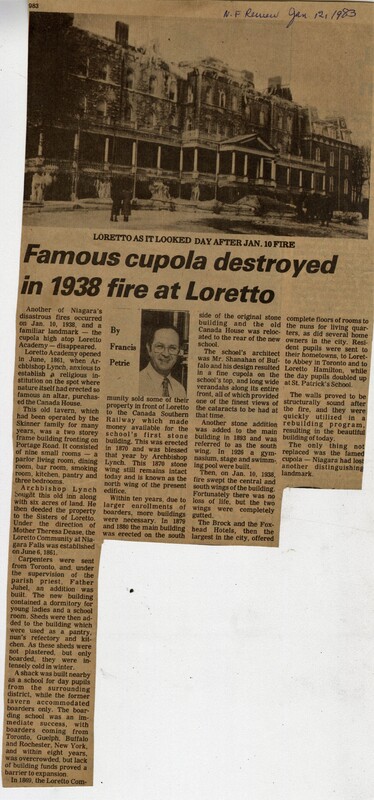 983
N.F. Review Jan 12, 1983
LORETTO AS IT LOOKED DAY AFTER JAN. 10 FIRE
Famous cupola destroyed
in 1938 fire at Loretto
Another of Niagara's
disastrous fires occurred
on Jan. 10, 1938, and a
familiar landmark — the
cupola high atop Loretto
Academy — disappeared.
Loretto Academy opened
in June, 1861, when Ar-
chbishop Lynch, anxious to
establish a religious in-
stitution on the spot where
nature itself had erected so
famous an altar, purchas-
ed the Canada House.
This old tavern, which
had been operated by the
Skinner family for many
years, was a two storey
frame building fronting on
Portage Road. It consisted
of nine small rooms — a
parlor living room, dining
room, bar room, smoking
room, kitchen, pantry and
three bedrooms.
Archbishop Lynch
bought this old inn along
with six acres of land. He
then deeded the property
to the Sisters of Loretto.
Under the direction of
Mother Theresa Dease, the
Loretto Community at Ni-
agara Falls was established
on June 6, 1861.
Carpenters were sent
from Toronto, and under
the supervision of the
parish priest, Father
Juhel, an addition was
built. The new building
contained a dormitory for
young ladies and a school
room. Sheds were then ad-
ded to the building which
were used as a pantry,
nun's refectory and kit-
chen. As these sheds were
not plastered, but only
boarded, they were in-
tensely cold in winter.
A shack was built nearby
as a school for day pupils
from the surrounding
district, while the former
tavern accommodated
boarders only. The boar-
ding school was an im-
mediate success, with
boarders coming from
Toronto, Guelph, Buffalo
and Rochester, New York,
and within eight years,
was overcrowded, but lack
of building funds proved a
barrier to expansion.
In 1869, the Loretto Com-
By
Francis
Petrie
munity sold some of their
property in front of Loretto
to the Canada Southern
Railway which made
money available for the
school's first stone
building. This was erected
in 1870 and was blessed
that year by Archbishop
Lynch. This 1870 stone
wing still remains intact
today and is known as the
north wing of the present
edifice.
Within ten years, due to
larger enrollments of
boarders, more buildings
were necessary. In 1879
and 1880 the main building
was erected on the south
side of the original stone
building and the old
Canada House was reloc-
ated to the rear of the new
school.
The school's architect
was Mr. Shanahan of Buf-
falo and his design resulted
in a fine cupola on the
school's top, and long wide
verandahs along its entire
front, all of which provided
one of the finest views of
the cataracts to be had at
that time.
Another stone addition
was added to the main
building in 1893 and was
referred to as the south
wing. In 1926 a gym-
nasium, stage and swimm-
ing pool were built.
Then, on Jan. 10, 1938,
fire swept the central and
south wings of the building.
Fortunately there was no
loss of life, but the two
wings were completely
gutted.
The Brock and the Fox-
head Hotels, then the
largest in the city, offered
complete floors of rooms to
the nuns for living quar-
ters, as did several home
owners in the city. Resid-
ent pupils were sent to
their hometowns, to Loret-
to Abbey in Toronto and to
Loretto Hamilton, while
the day pupils doubled up
at St. Patrick's School.
The walls proved to be
structurally sound after
the fire, and they were
quickly utilized in a
rebuilding program,
resulting in the beautiful
building of today.
The only thing not
replaced was the famed
cupola — Niagara had lost
another distinguishing
landmark.